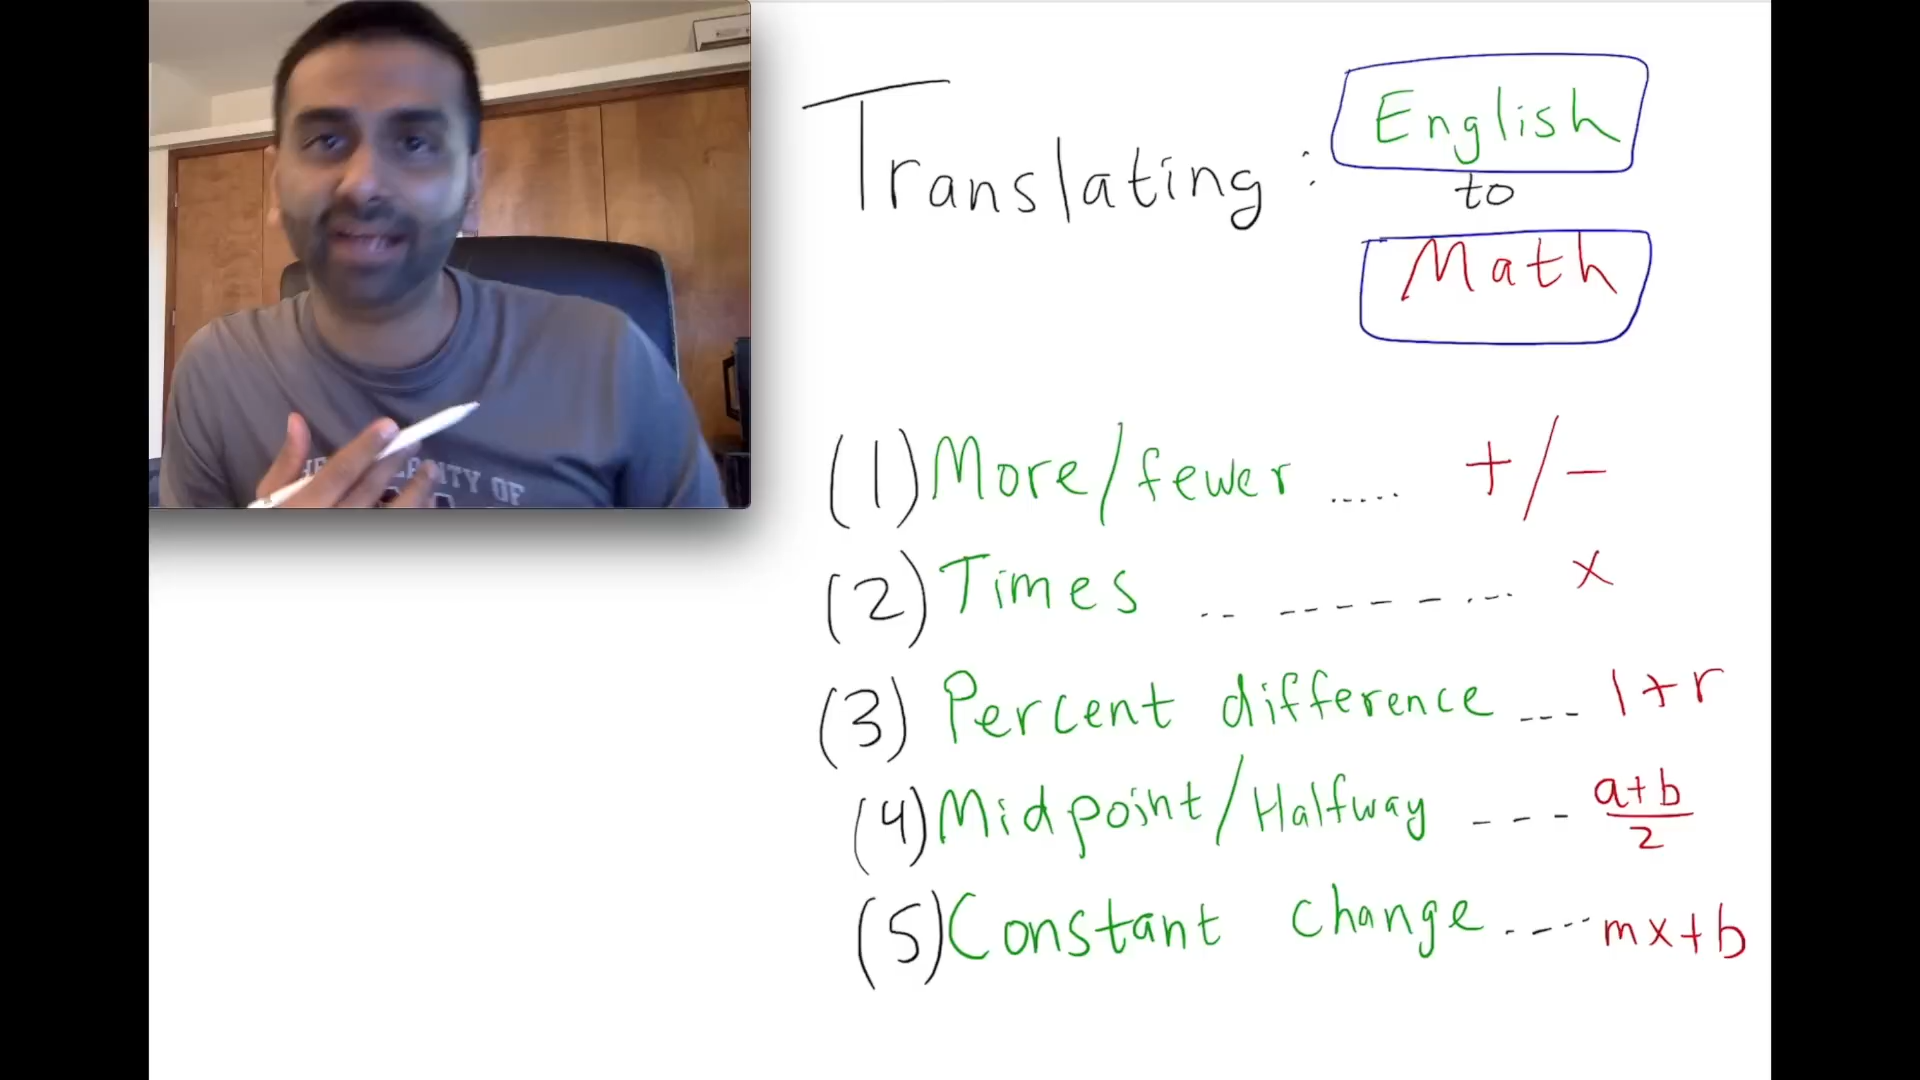 Translating :
English
to
Math
(1) More/fewer ..... +/-
(2) Times .. ----- ... x
(3) Percent difference --- 1+r
(4) Midpoint/Halfway --- a+b/2
(5) Constant change ---- mx+b
OF